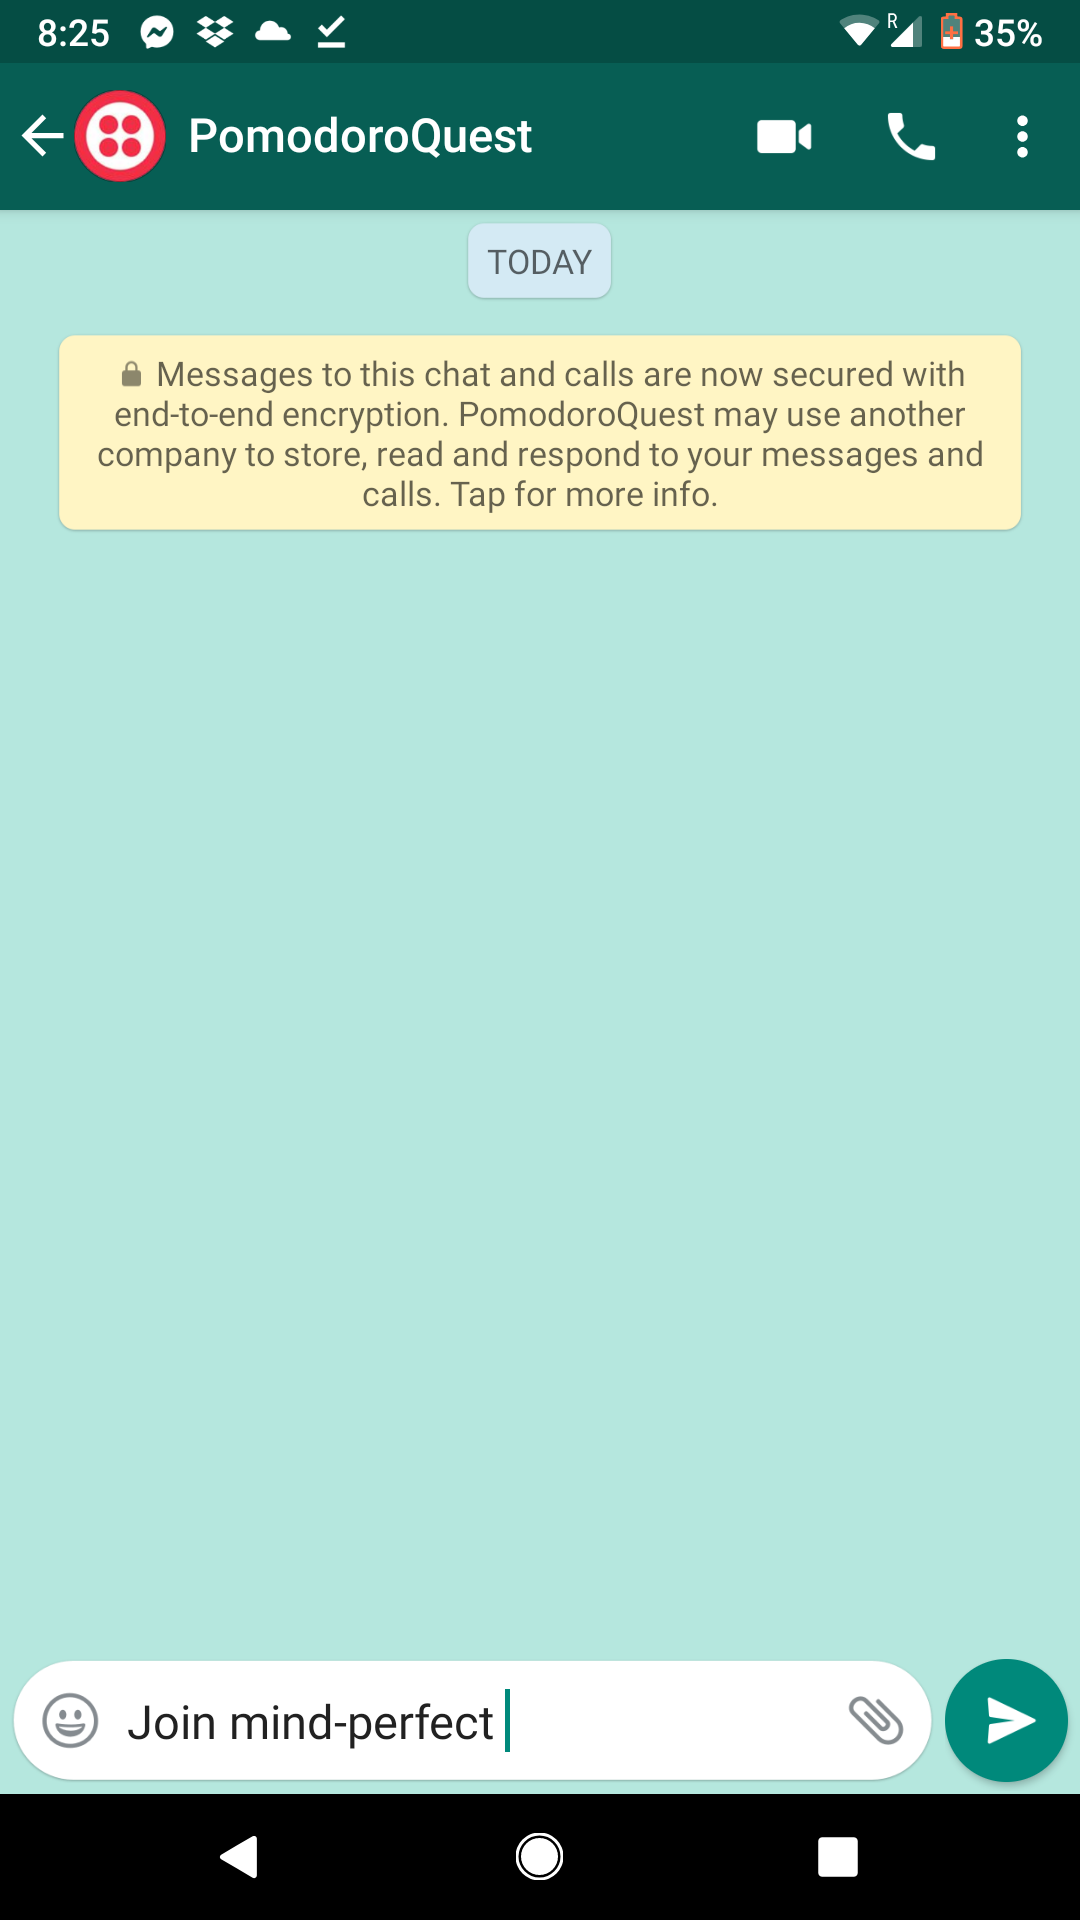 8:25
R
35%
PomodoroQuest
TODAY
Messages to this chat and calls are now secured with
end-to-end encryption. PomodoroQuest may use another
company to store, read and respond to your messages and
calls. Tap for more info.
Join mind-perfect